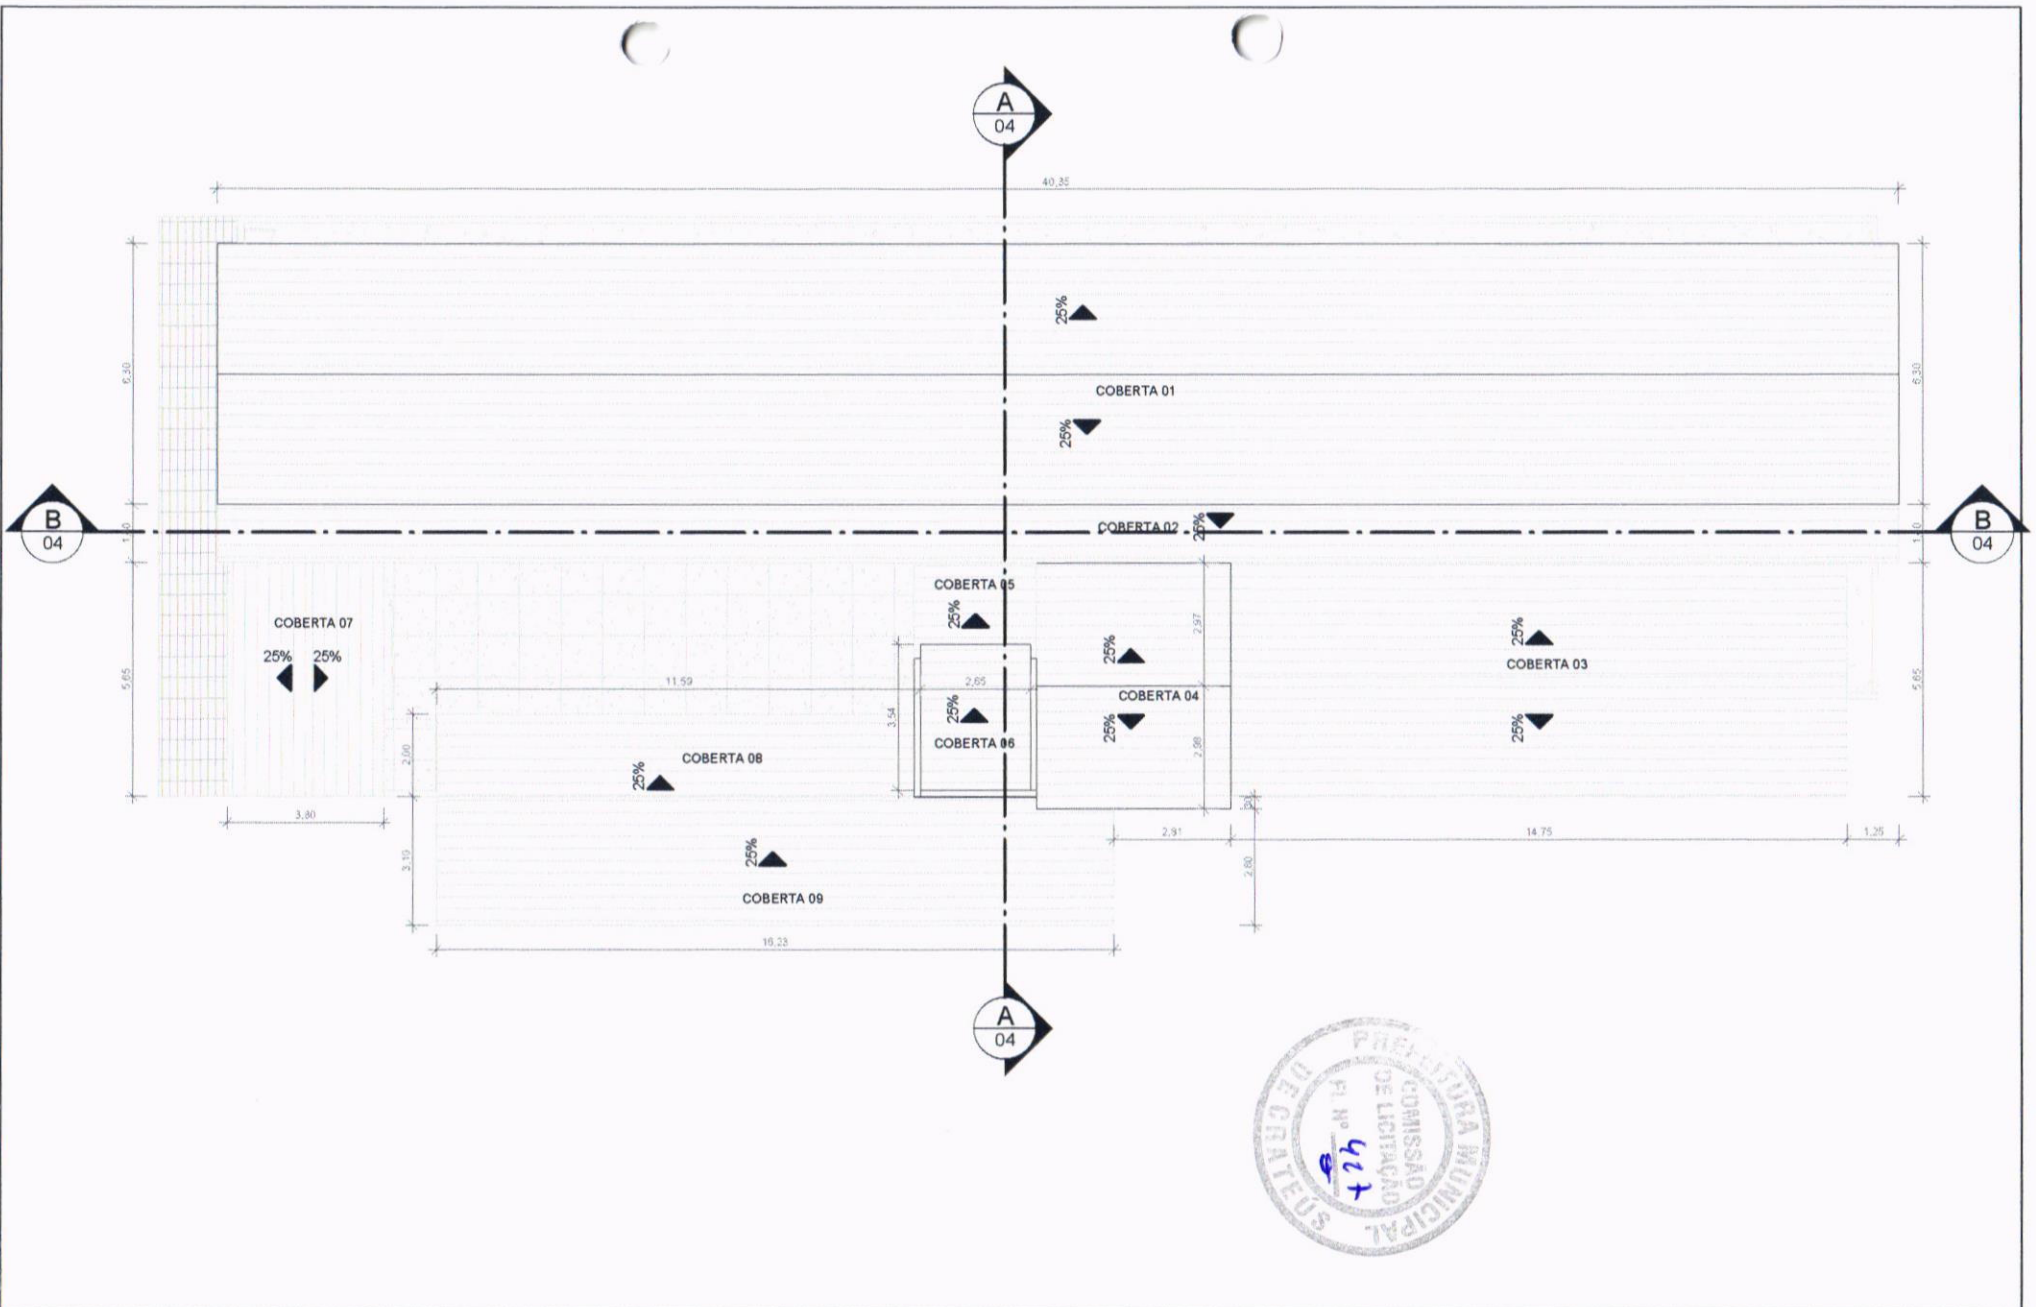 A
04
40,35
25%
6,30
6,30
COBERTA 01
25%
B
04
COBERTA 02
25%
B
04
COBERTA 05
25%
COBERTA 07
25%
25%
2,97
25%
25%
COBERTA 03
5,65
5,65
11,59
2,65
COBERTA 04
25%
3,54
25%
25%
COBERTA 06
2,98
2,00
COBERTA 08
25%
3,80
30
2,91
14,75
1,25
3,10
25%
2,80
COBERTA 09
16,23
A
04
PREFEITURA MUNICIPAL
DE CRATEÚS
COMISSÃO
DE LICITAÇÃO
FL. Nº